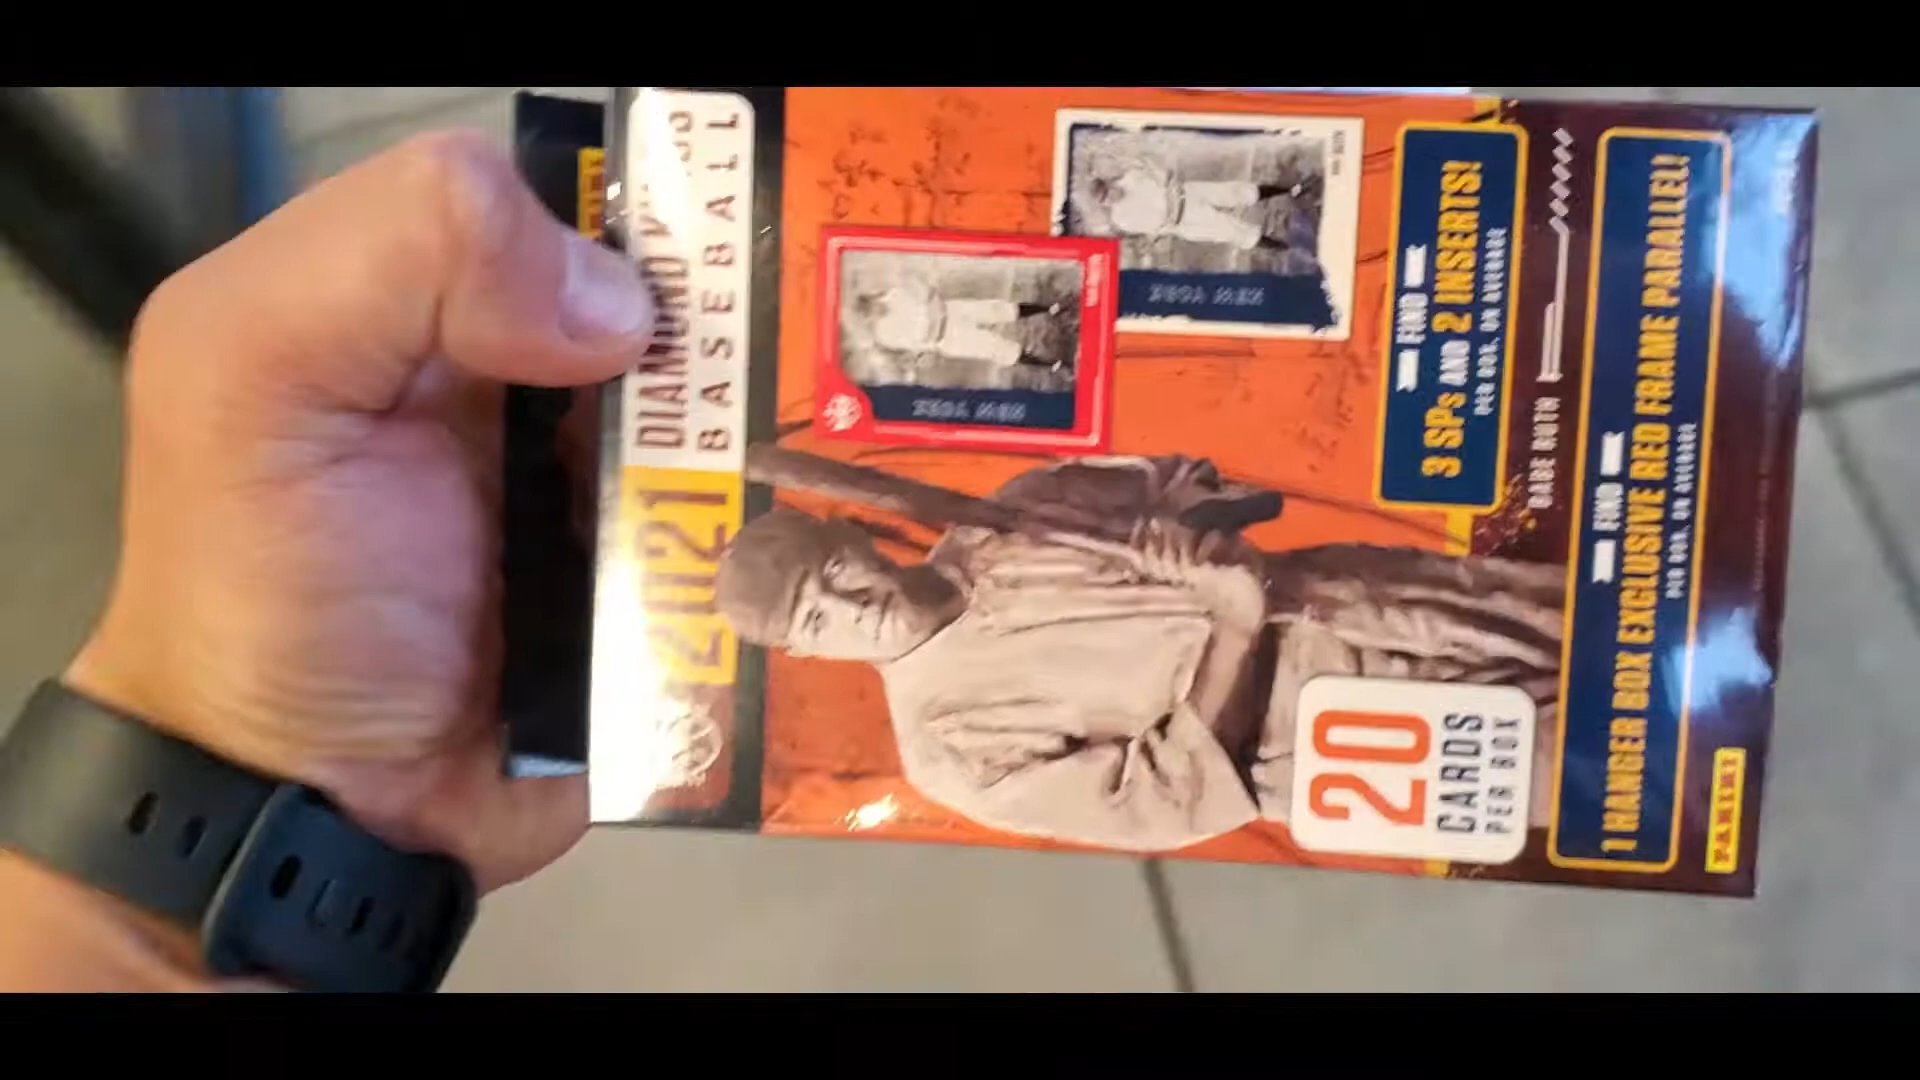 2021
DIAMOND
BASEBALL
NEW YORK
NEW YORK
FIND
3 SPs AND 2 INSERTS!
PER BOX, ON AVERAGE
BABE RUTH
20
CARDS
PER BOX
FIND
1 HANGER BOX EXCLUSIVE RED FRAME PARALLEL!
PER BOX, ON AVERAGE
PANINI